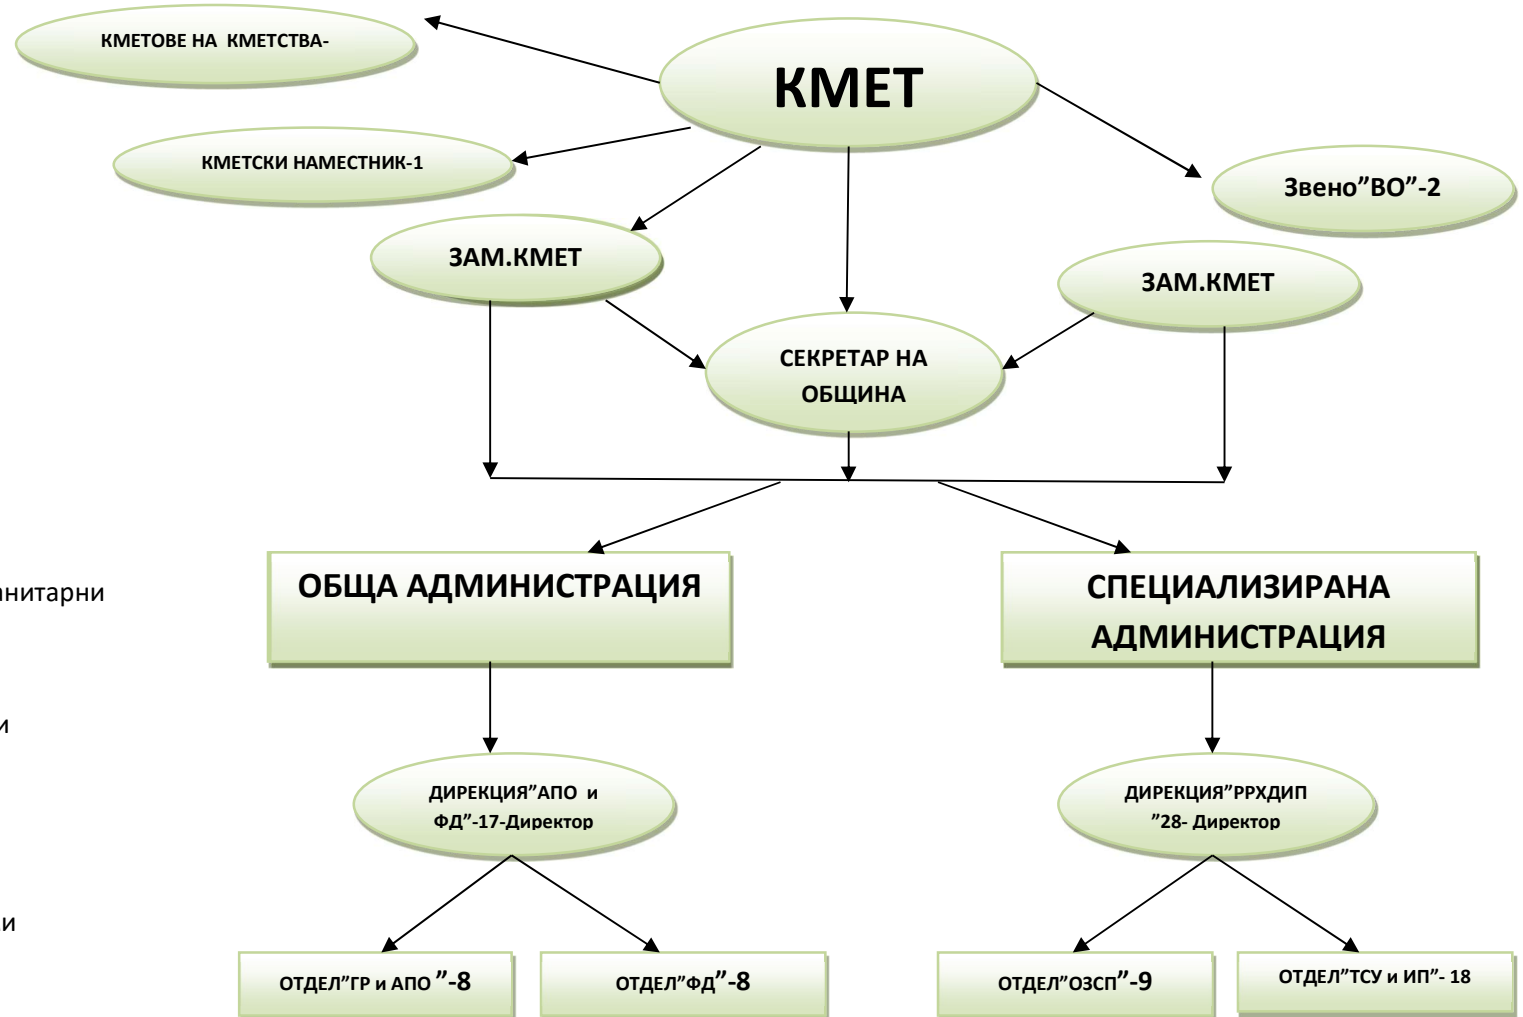 КМЕТОВЕ НА КМЕТСТВА-
КМЕТ
КМЕТСКИ НАМЕСТНИК-1
Звено”ВО”-2
ЗАМ.КМЕТ
ЗАМ.КМЕТ
СЕКРЕТАР НА
ОБЩИНА
ОБЩА АДМИНИСТРАЦИЯ
СПЕЦИАЛИЗИРАНА
АДМИНИСТРАЦИЯ
анитарни
и
ДИРЕКЦИЯ”АПО и
ФД”-17-Директор
ДИРЕКЦИЯ”РРХДИП
”28- Директор
и
ОТДЕЛ”ГР и АПО ”-8
ОТДЕЛ”ФД”-8
ОТДЕЛ”ОЗСП”-9
ОТДЕЛ”ТСУ и ИП”- 18